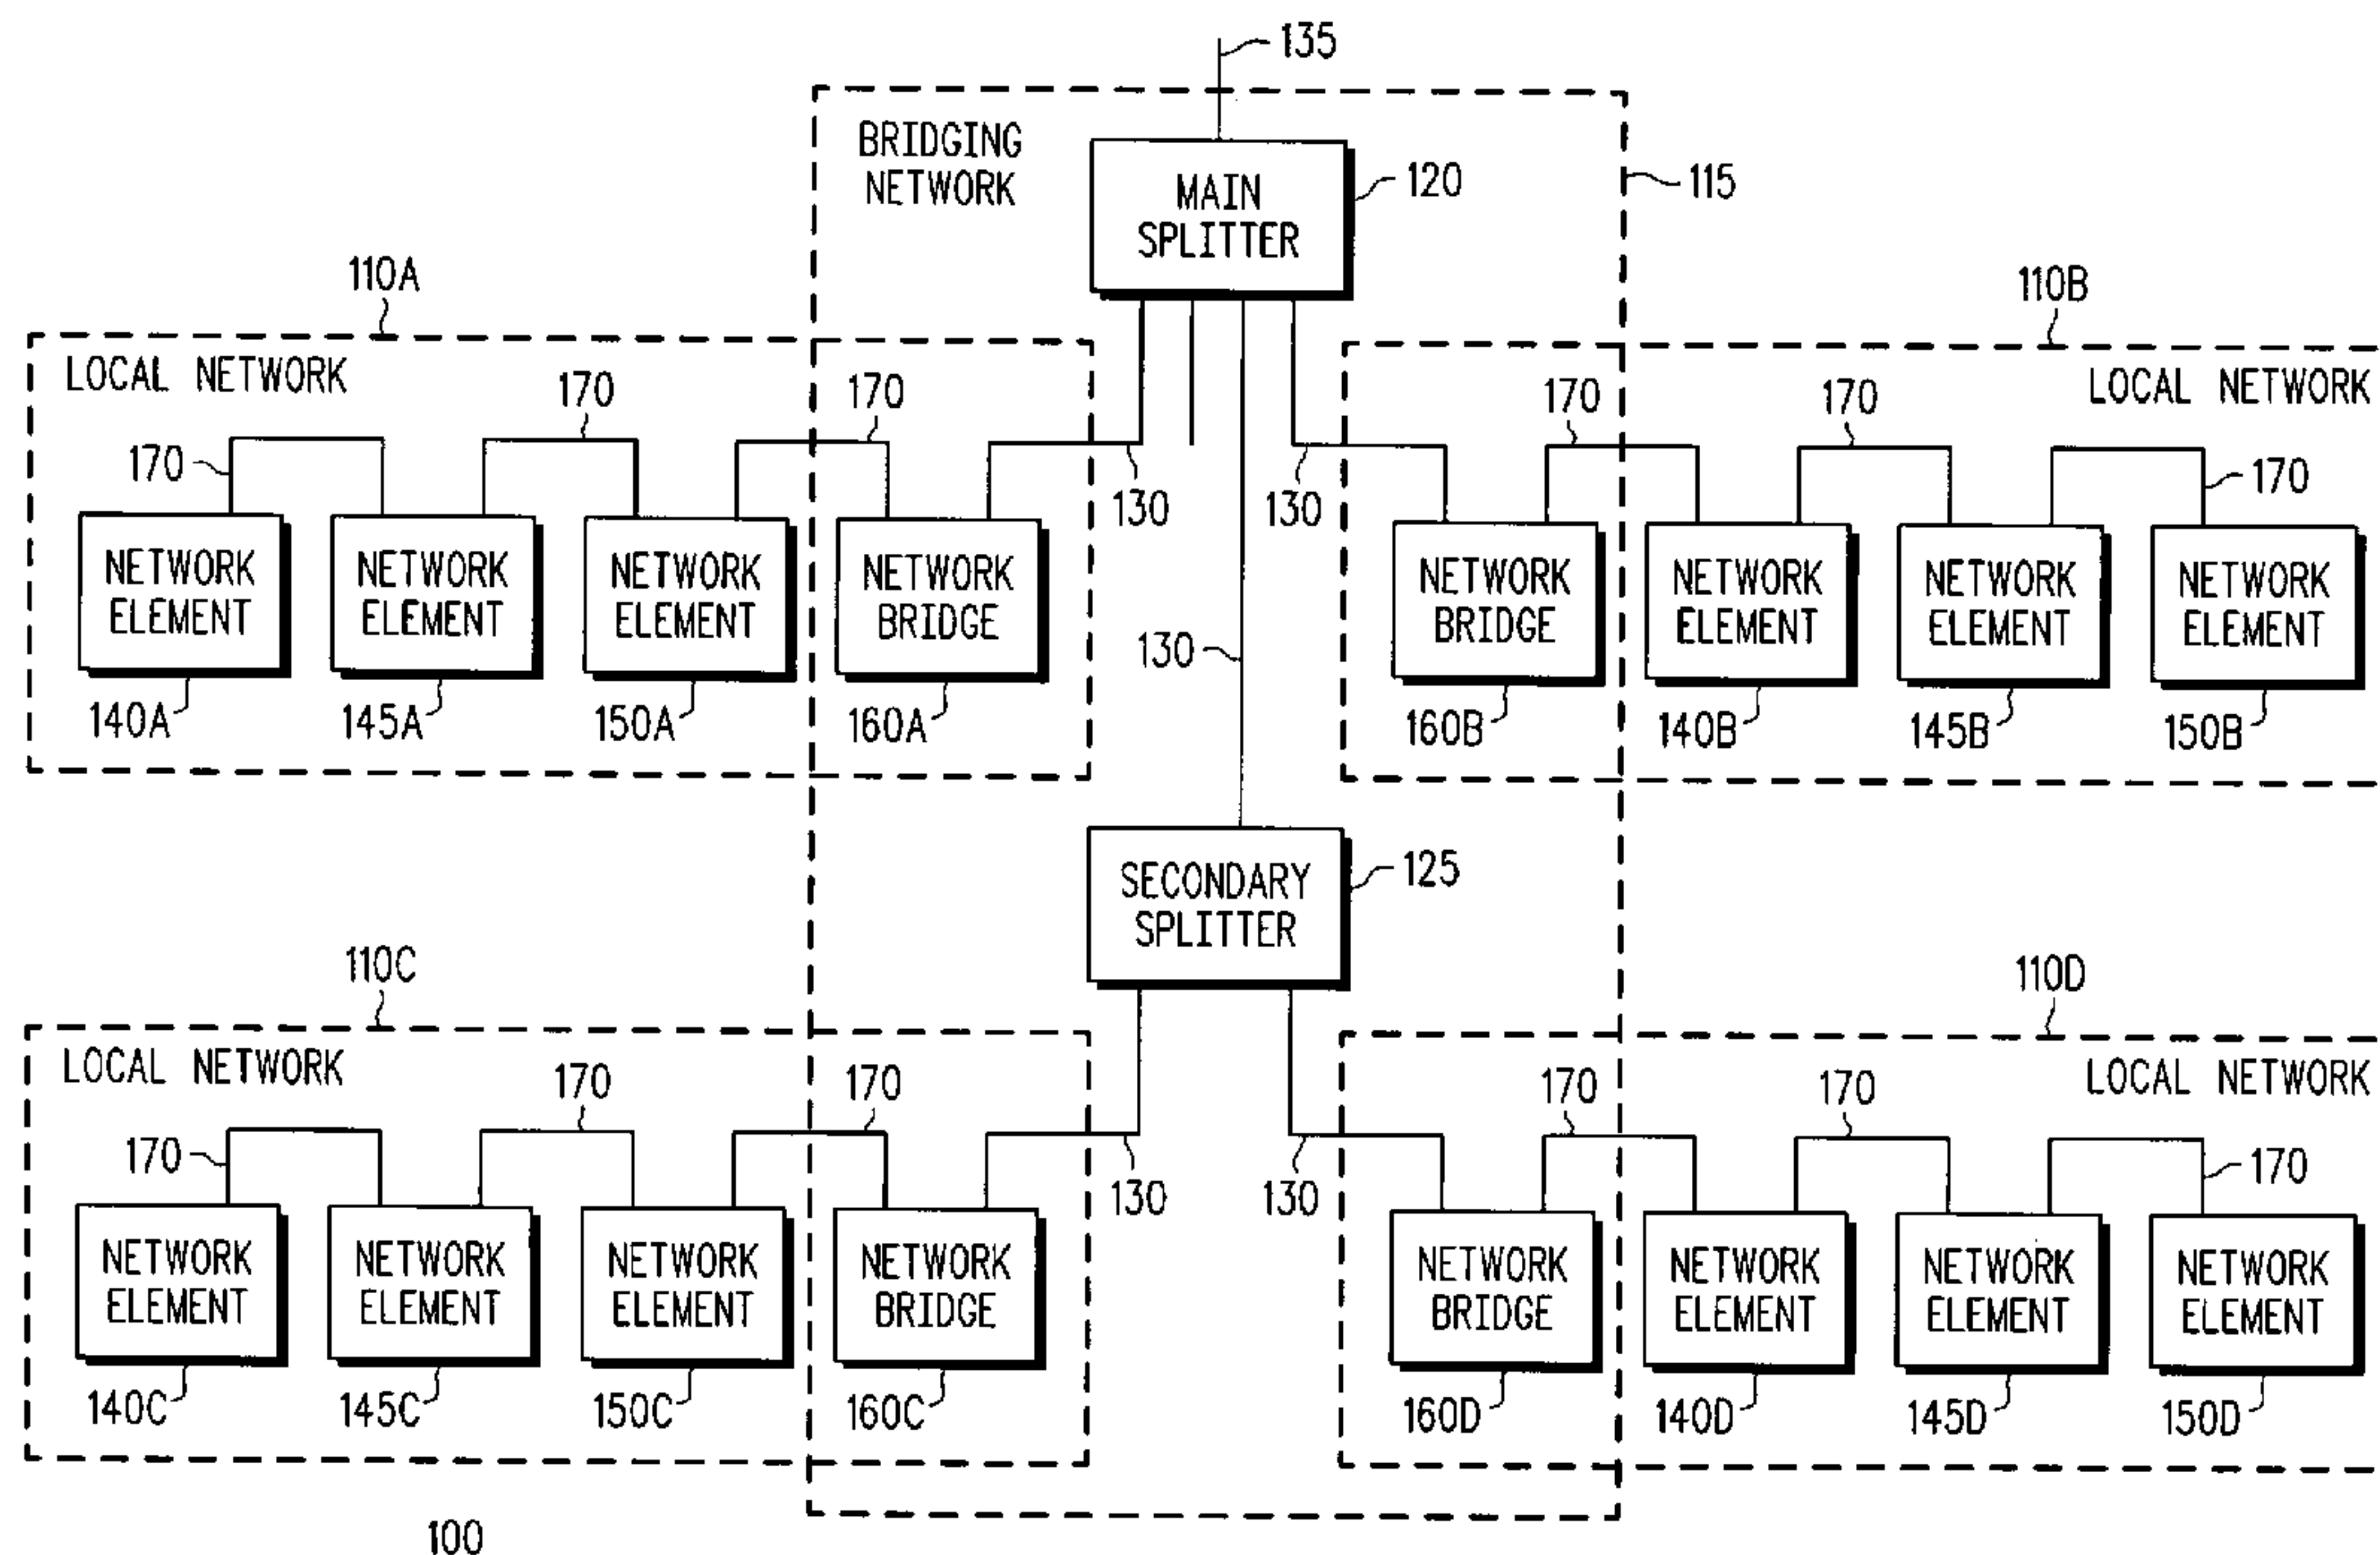 135
BRIDGING
NETWORK
MAIN
SPLITTER
120
115
110A
110B
LOCAL NETWORK
LOCAL NETWORK
170
170
170
170
170
170
130
130
NETWORK
ELEMENT
NETWORK
ELEMENT
NETWORK
ELEMENT
NETWORK
BRIDGE
NETWORK
BRIDGE
NETWORK
ELEMENT
NETWORK
ELEMENT
NETWORK
ELEMENT
130
140A
145A
150A
160A
160B
140B
145B
150B
SECONDARY
SPLITTER
125
110C
110D
LOCAL NETWORK
LOCAL NETWORK
170
170
170
170
170
170
130
130
NETWORK
ELEMENT
NETWORK
ELEMENT
NETWORK
ELEMENT
NETWORK
BRIDGE
NETWORK
BRIDGE
NETWORK
ELEMENT
NETWORK
ELEMENT
NETWORK
ELEMENT
140C
145C
150C
160C
160D
140D
145D
150D
100